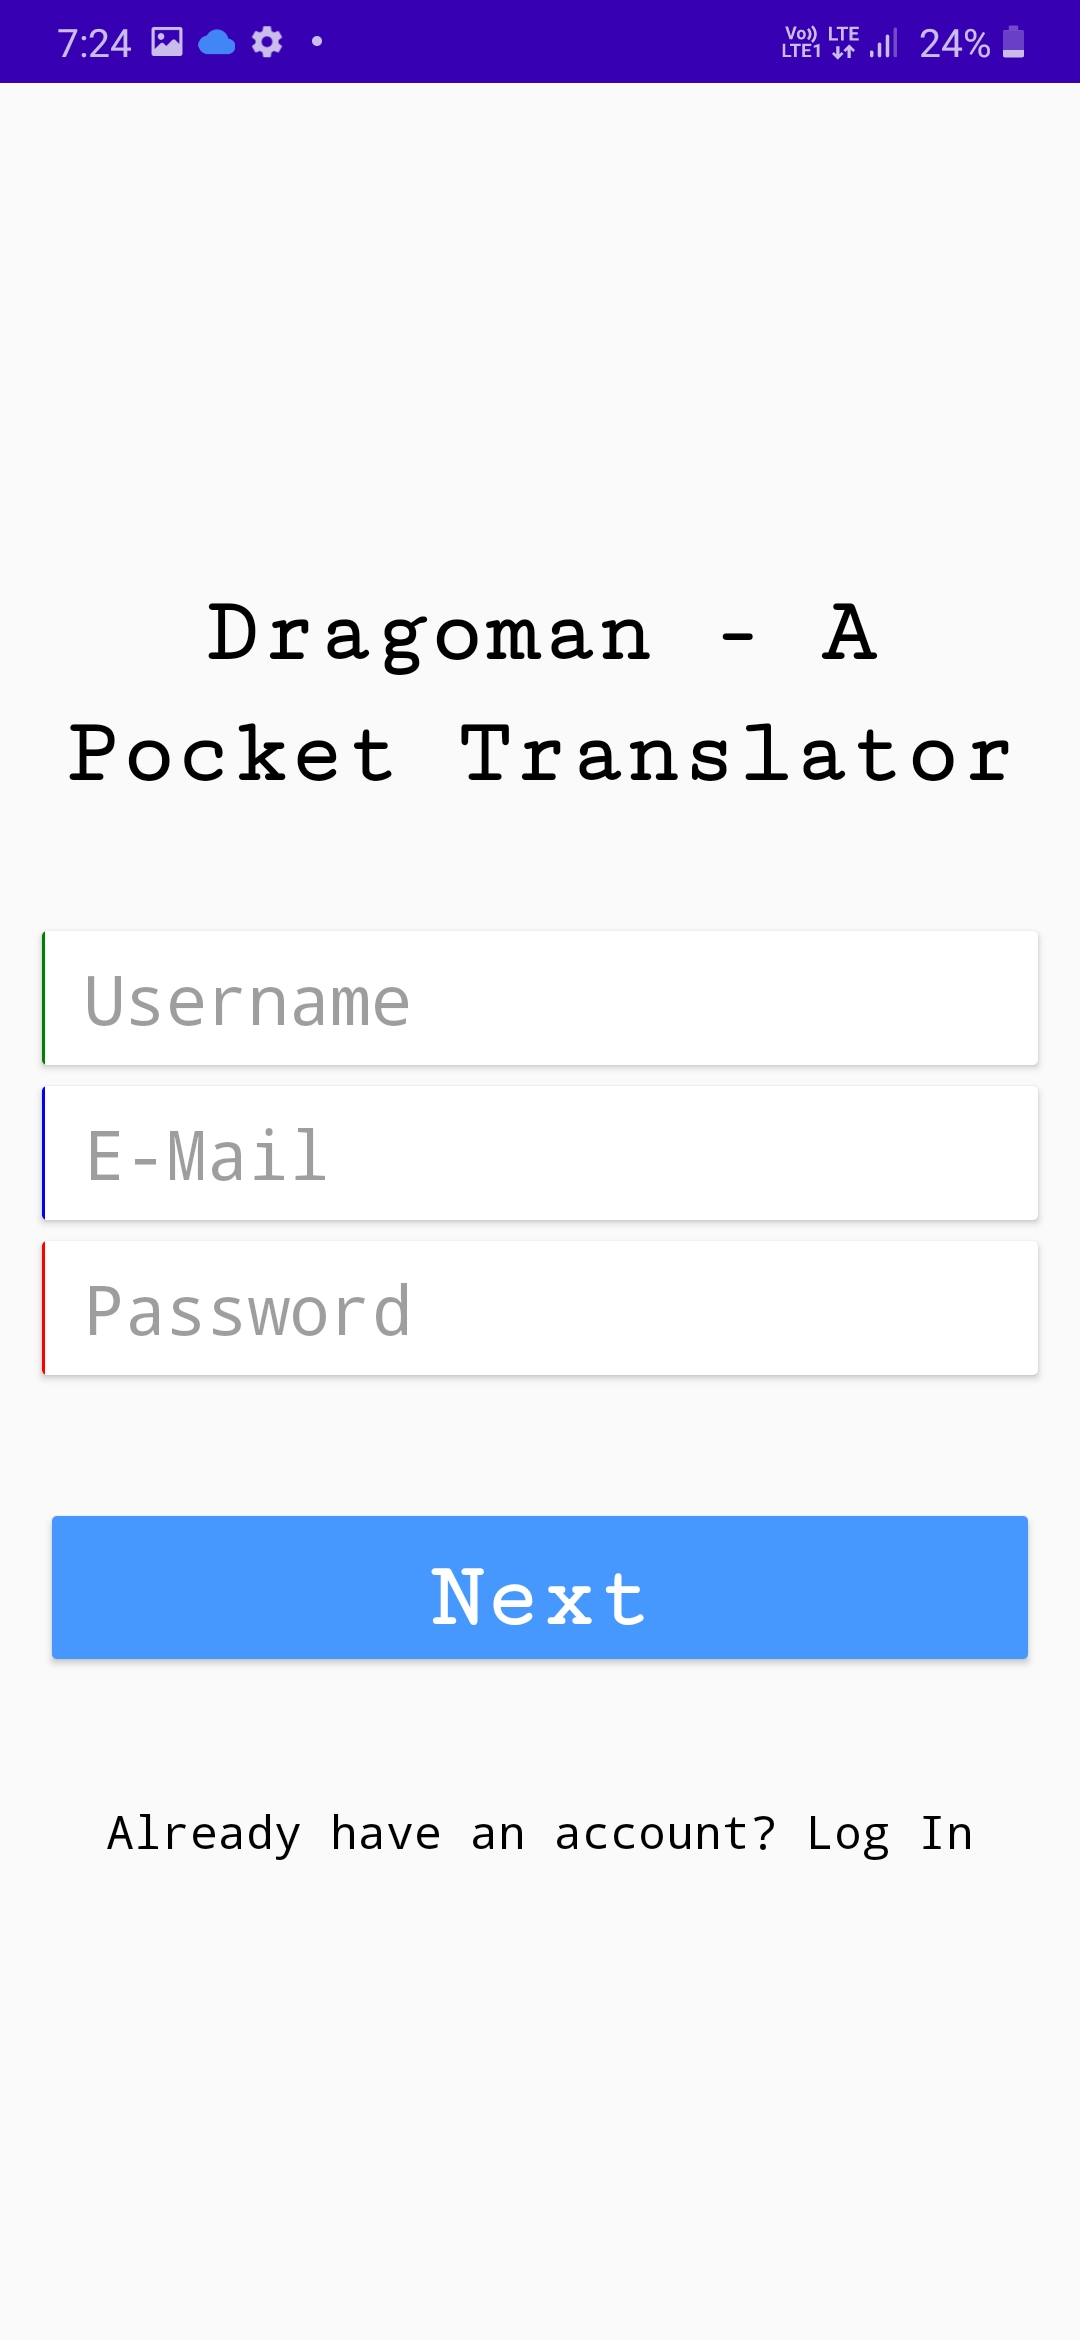 7:24 Vo)) LTE1 LTE 24%
Dragoman - A
Pocket Translator
Username
E-Mail
Password
Next
Already have an account? Log In